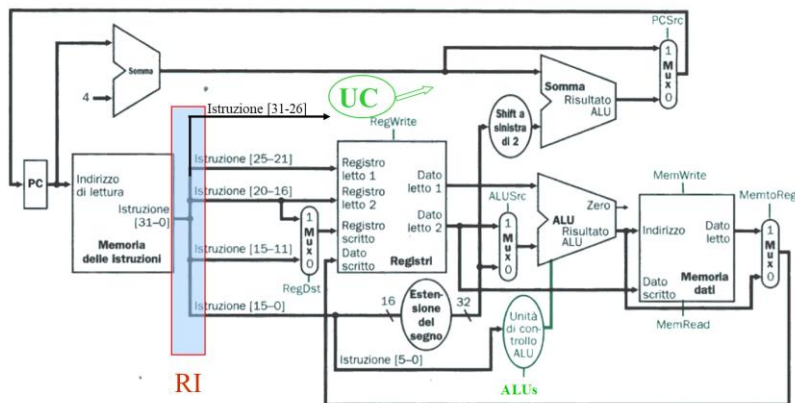 PCSrc
1
Mux
0
Somma
4
Somma
Risultato
ALU
Shift a
sinistra
di 2
UC
Istruzione [31-26]
RegWrite
PC
Indirizzo
di lettura
Istruzione
[31–0]
Memoria
delle istruzioni
Istruzione [25–21]
Istruzione [20–16]
Istruzione [15–11]
Istruzione [15–0]
1
Mux
0
RegDst
Registro
letto 1
Registro
letto 2
Registro
scritto
Dato
scritto
Dato
letto 1
Dato
letto 2
Registri
ALUSrc
1
Mux
0
ALU
Zero
Risultato
ALU
MemWrite
Indirizzo
Dato
letto
Dato
scritto
Memoria
dati
MemRead
MemtoReg
1
Mux
0
16
Estensione
del
segno
32
Unità
di con-
trollo
ALU
Istruzione [5–0]
RI
ALUs